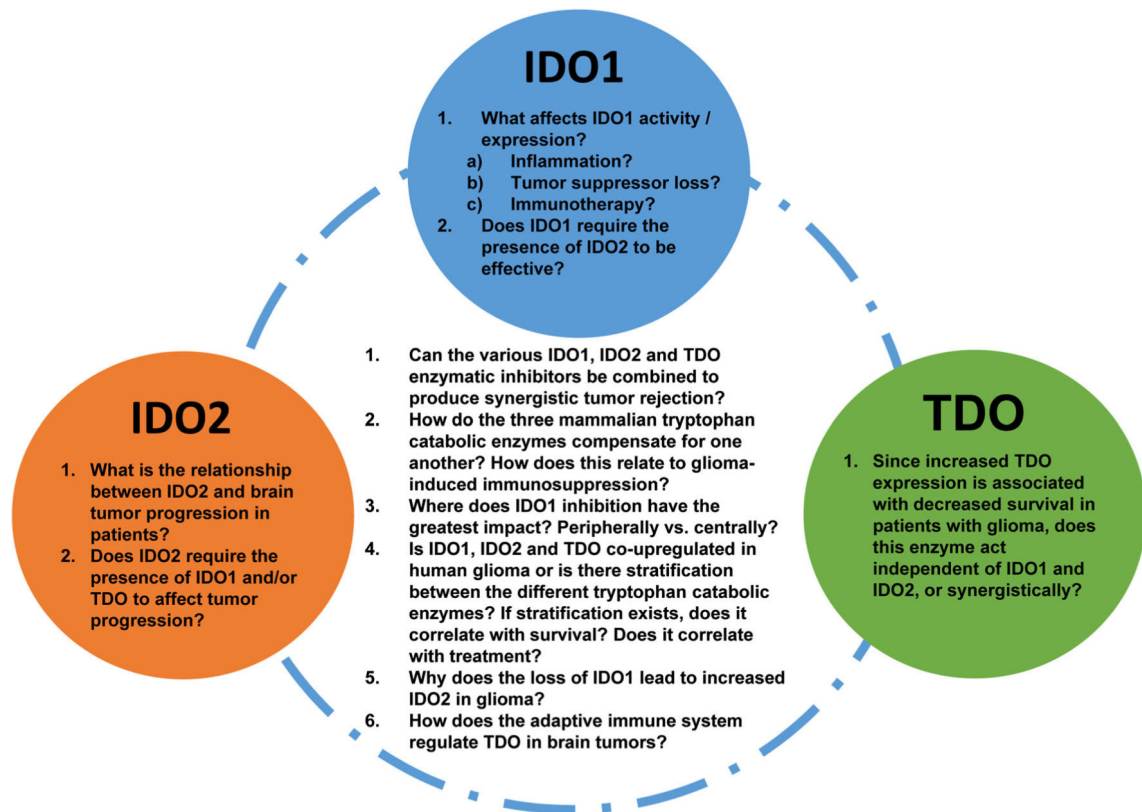 IDO1
1. What affects IDO1 activity /
expression?
a) Inflammation?
b) Tumor suppressor loss?
c) Immunotherapy?
2. Does IDO1 require the
presence of IDO2 to be
effective?
IDO2
1. What is the relationship
between IDO2 and brain
tumor progression in
patients?
2. Does IDO2 require the
presence of IDO1 and/or
TDO to affect tumor
progression?
1. Can the various IDO1, IDO2 and TDO
enzymatic inhibitors be combined to
produce synergistic tumor rejection?
2. How do the three mammalian tryptophan
catabolic enzymes compensate for one
another? How does this relate to glioma-
induced immunosuppression?
3. Where does IDO1 inhibition have the
greatest impact? Peripherally vs. centrally?
4. Is IDO1, IDO2 and TDO co-upregulated in
human glioma or is there stratification
between the different tryptophan catabolic
enzymes? If stratification exists, does it
correlate with survival? Does it correlate
with treatment?
5. Why does the loss of IDO1 lead to increased
IDO2 in glioma?
6. How does the adaptive immune system
regulate TDO in brain tumors?
TDO
1. Since increased TDO
expression is associated
with decreased survival in
patients with glioma, does
this enzyme act
independent of IDO1 and
IDO2, or synergistically?